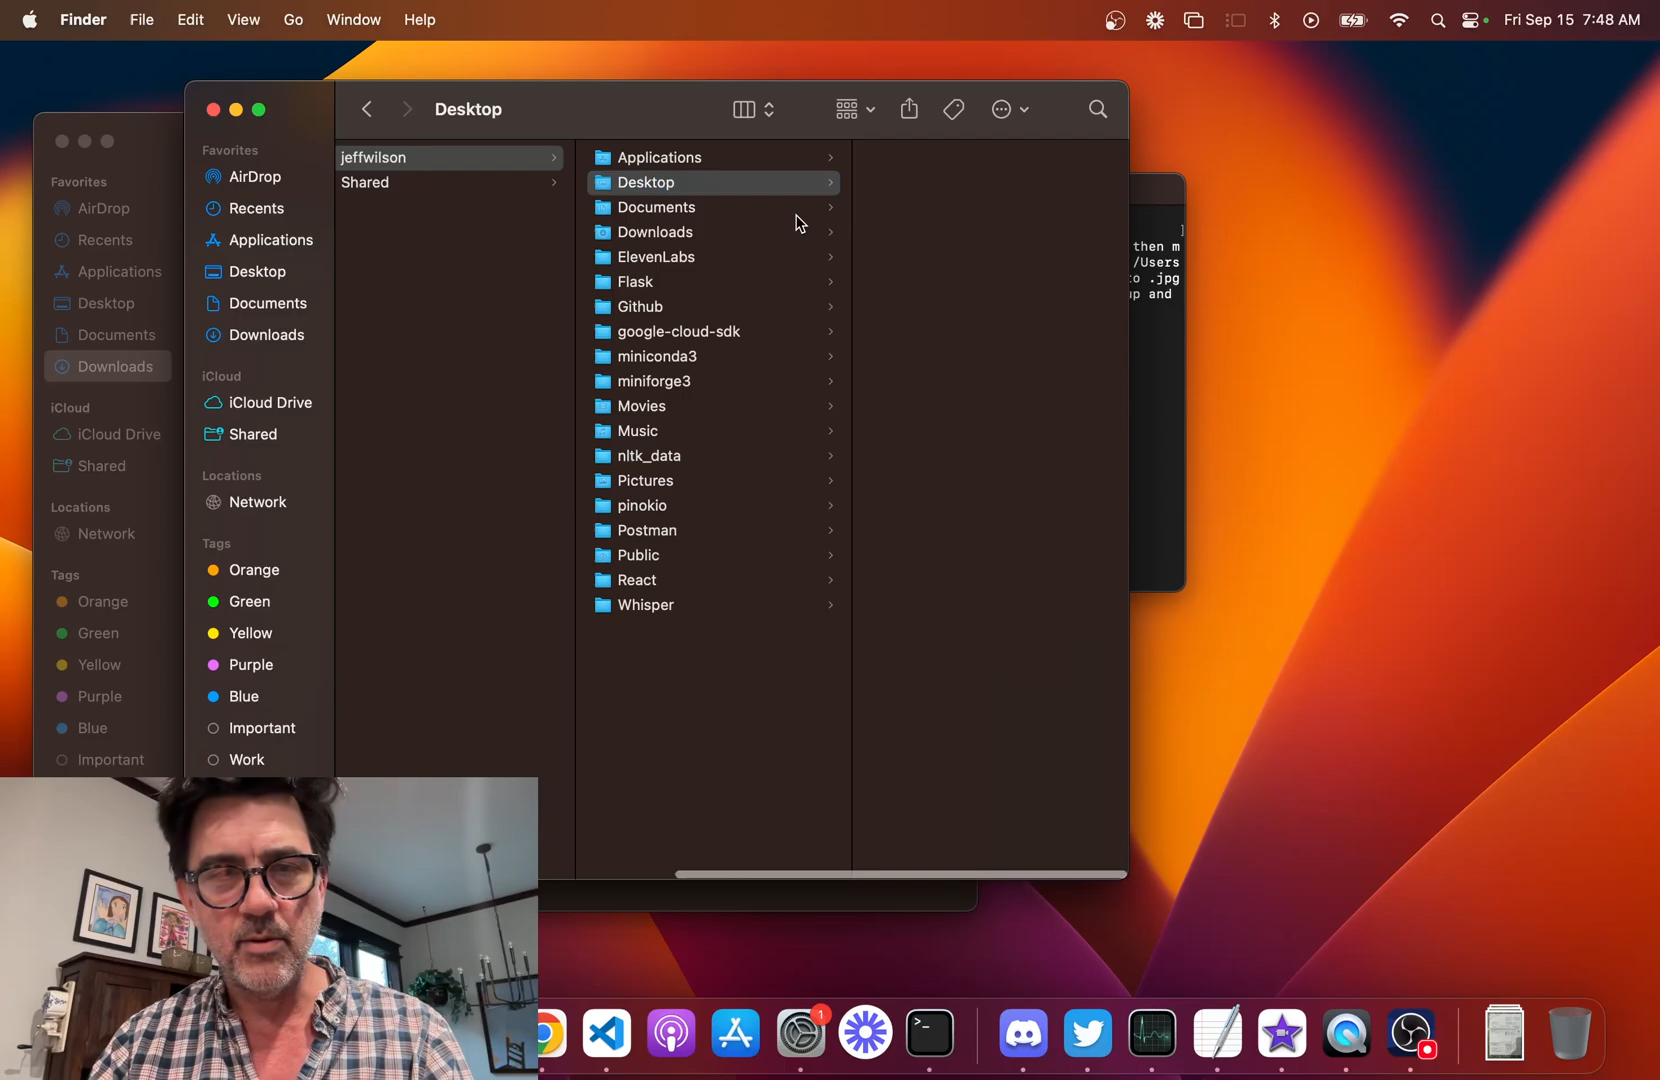 Finder File Edit View Go Window Help Fri Sep 15 7:48 AM
Desktop
Favorites
AirDrop
Recents
Applications
Desktop
Documents
Downloads
iCloud
iCloud Drive
Shared
Locations
Network
Tags
Orange
Green
Yellow
Purple
Blue
Important
Favorites
AirDrop
Recents
Applications
Desktop
Documents
Downloads
iCloud
iCloud Drive
Shared
Locations
Network
Tags
Orange
Green
Yellow
Purple
Blue
Important
Work
jeffwilson
Shared
Applications
Desktop
Documents
Downloads
ElevenLabs
Flask
Github
google-cloud-sdk
miniconda3
miniforge3
Movies
Music
nltk_data
Pictures
pinokio
Postman
Public
React
Whisper
]
then m
/Users
to .jpg
up and
1
>_